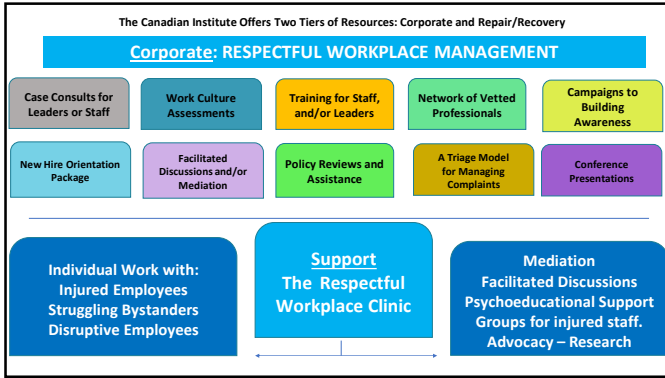 The Canadian Institute Offers Two Tiers of Resources: Corporate and Repair/Recovery
Corporate: RESPECTFUL WORKPLACE MANAGEMENT
Case Consults for
Leaders or Staff
Work Culture
Assessments
Training for Staff,
and/or Leaders
Network of Vetted
Professionals
Campaigns to
Building
Awareness
New Hire Orientation
Package
Facilitated
Discussions and/or
Mediation
Policy Reviews and
Assistance
A Triage Model
for Managing
Complaints
Conference
Presentations
Individual Work with:
Injured Employees
Struggling Bystanders
Disruptive Employees
Support
The Respectful
Workplace Clinic
Mediation
Facilitated Discussions
Psychoeducational Support
Groups for injured staff.
Advocacy – Research